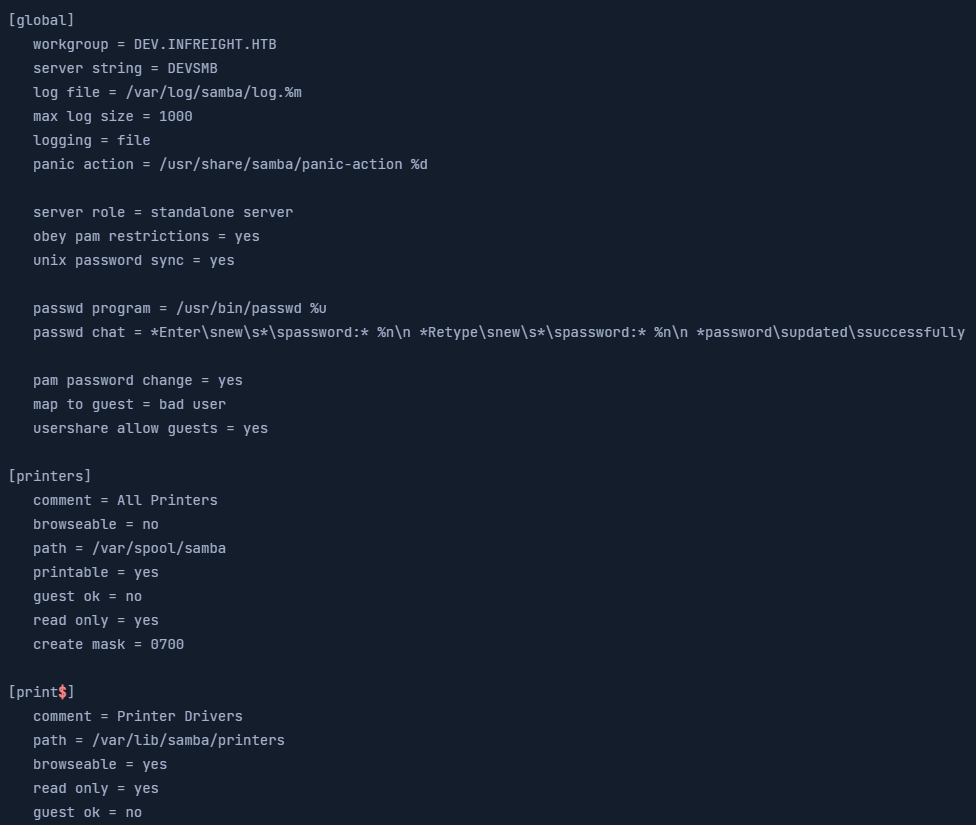 [global]
workgroup = DEV.INFREIGHT.HTB
server string = DEVSMB
log file = /var/log/samba/log.%m
max log size = 1000
logging = file
panic action = /usr/share/samba/panic-action %d
server role = standalone server
obey pam restrictions = yes
unix password sync = yes
passwd program = /usr/bin/passwd %u
passwd chat = *Enter\snew\s*\spassword:* %n\n *Retype\snew\s*\spassword:* %n\n *password\supdated\ssuccessfully
pam password change = yes
map to guest = bad user
usershare allow guests = yes
[printers]
comment = All Printers
browseable = no
path = /var/spool/samba
printable = yes
guest ok = no
read only = yes
create mask = 0700
[print$]
comment = Printer Drivers
path = /var/lib/samba/printers
browseable = yes
read only = yes
guest ok = no